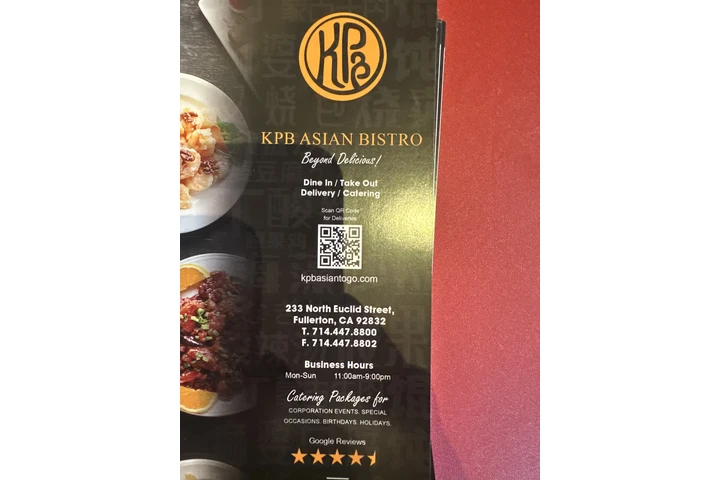 KPB
KPB ASIAN BISTRO
Beyond Delicious!
Dine In / Take Out
Delivery / Catering
Scan QR Code
for Deliveries
kpbasiantogo.com
233 North Euclid Street,
Fullerton, CA 92832
T. 714.447.8800
F. 714.447.8802
Business Hours
Mon-Sun 11:00am-9:00pm
Catering Packages for
CORPORATION EVENTS. SPECIAL
OCCASIONS. BIRTHDAYS. HOLIDAYS.
Google Reviews